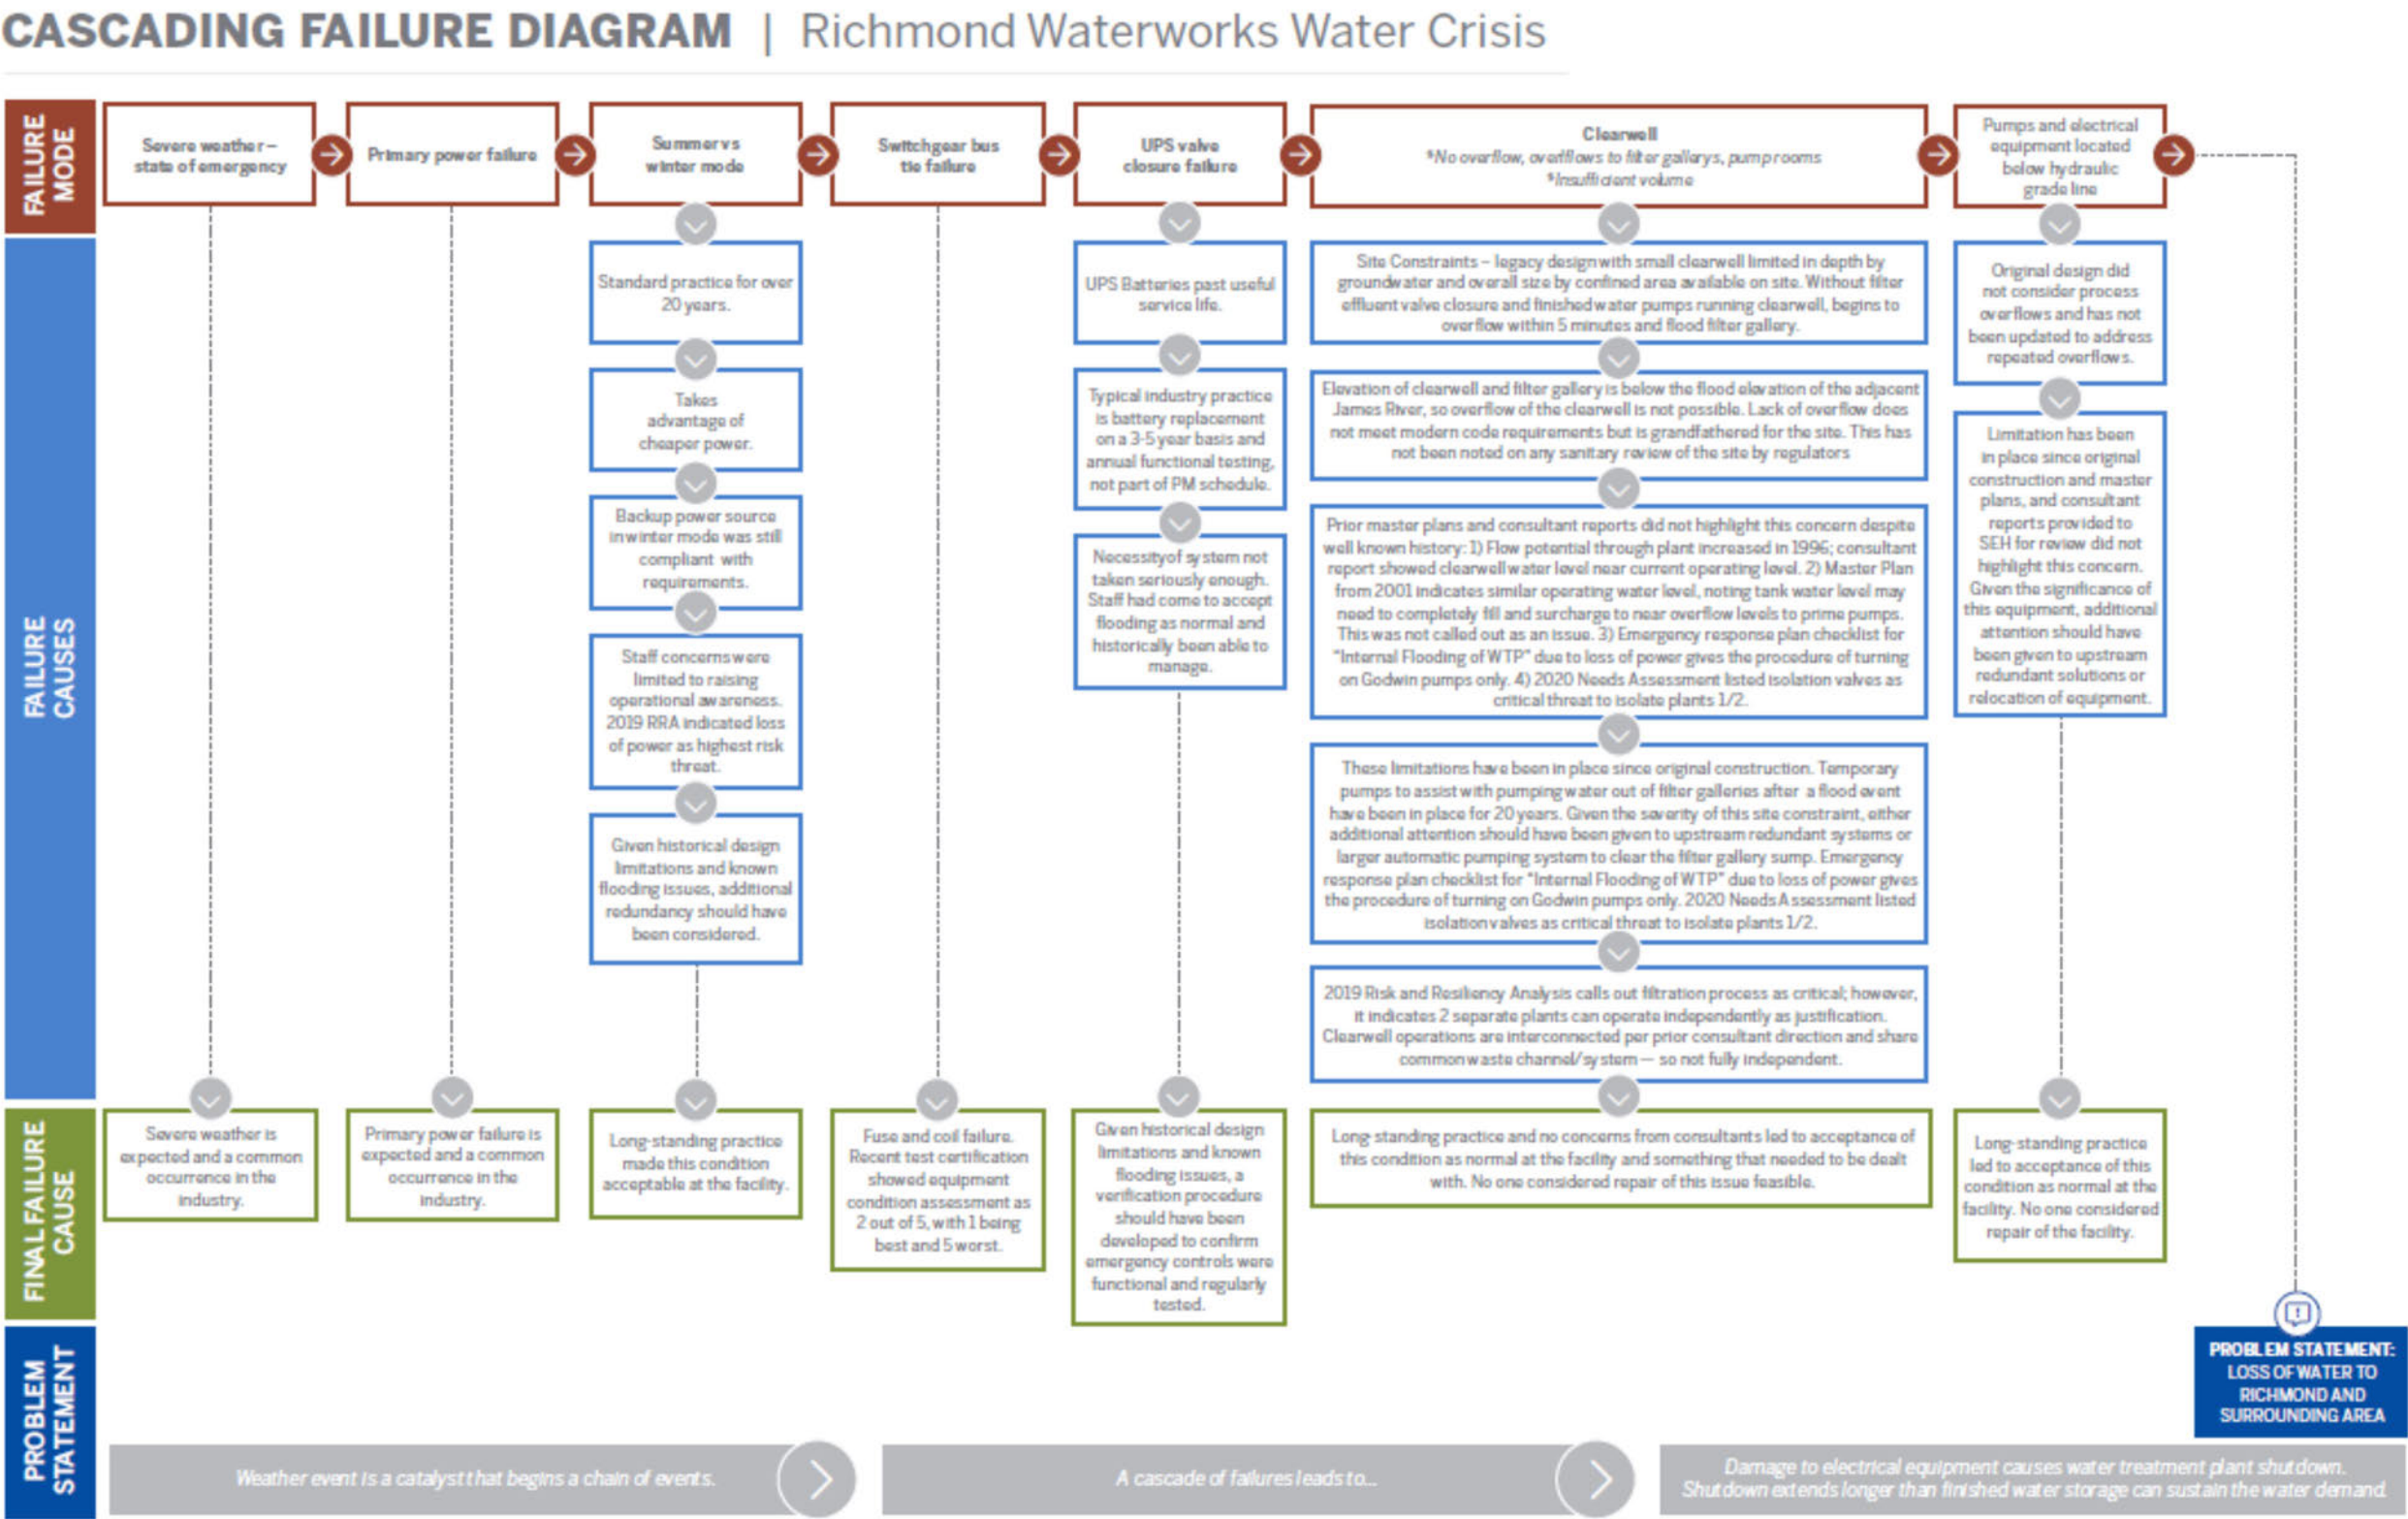 CASCADING FAILURE DIAGRAM | Richmond Waterworks Water Crisis
FAILURE
MODE
Severe weather –
state of emergency
Primary power failure
Summer vs
winter mode
Switchgear bus
tie failure
UPS valve
closure failure
Clearwell
*No overflow, overflows to filter gallerys, pump rooms
*Insufficient volume
Pumps and electrical
equipment located
below hydraulic
grade line
FAILURE
CAUSES
Standard practice for over
20 years.
Takes
advantage of
cheaper power.
Backup power source
in winter mode was still
compliant with
requirements.
Staff concerns were
limited to raising
operational awareness.
2019 RRA indicated loss
of power as highest risk
threat.
Given historical design
limitations and known
flooding issues, additional
redundancy should have
been considered.
UPS Batteries past useful
service life.
Typical industry practice
is battery replacement
on a 3-5 year basis and
annual functional testing,
not part of PM schedule.
Necessity of system not
taken seriously enough.
Staff had come to accept
flooding as normal and
historically been able to
manage.
Site Constraints – legacy design with small clearwell limited in depth by
groundwater and overall size by confined area available on site. Without filter
effluent valve closure and finished water pumps running clearwell, begins to
overflow within 5 minutes and flood filter gallery.
Elevation of clearwell and filter gallery is below the flood elevation of the adjacent
James River, so overflow of the clearwell is not possible. Lack of overflow does
not meet modern code requirements but is grandfathered for the site. This has
not been noted on any sanitary review of the site by regulators
Prior master plans and consultant reports did not highlight this concern despite
well known history: 1) Flow potential through plant increased in 1996; consultant
report showed clearwell water level near current operating level. 2) Master Plan
from 2001 indicates similar operating water level, noting tank water level may
need to completely fill and surcharge to near overflow levels to prime pumps.
This was not called out as an issue. 3) Emergency response plan checklist for
"Internal Flooding of WTP" due to loss of power gives the procedure of turning
on Godwin pumps only. 4) 2020 Needs Assessment listed isolation valves as
critical threat to isolate plants 1/2.
These limitations have been in place since original construction. Temporary
pumps to assist with pumping water out of filter galleries after a flood event
have been in place for 20 years. Given the severity of this site constraint, either
additional attention should have been given to upstream redundant systems or
larger automatic pumping system to clear the filter gallery sump. Emergency
response plan checklist for "Internal Flooding of WTP" due to loss of power gives
the procedure of turning on Godwin pumps only. 2020 Needs Assessment listed
isolation valves as critical threat to isolate plants 1/2.
2019 Risk and Resiliency Analysis calls out filtration process as critical; however,
it indicates 2 separate plants can operate independently as justification.
Clearwell operations are interconnected per prior consultant direction and share
common waste channel/system — so not fully independent.
Original design did
not consider process
overflows and has not
been updated to address
repeated overflows.
Limitation has been
in place since original
construction and master
plans, and consultant
reports provided to
SEH for review did not
highlight this concern.
Given the significance of
this equipment, additional
attention should have
been given to upstream
redundant solutions or
relocation of equipment.
FINAL FAILURE
CAUSE
Severe weather is
expected and a common
occurrence in the
industry.
Primary power failure is
expected and a common
occurrence in the
industry.
Long-standing practice
made this condition
acceptable at the facility.
Fuse and coil failure.
Recent test certification
showed equipment
condition assessment as
2 out of 5, with 1 being
best and 5 worst.
Given historical design
limitations and known
flooding issues, a
verification procedure
should have been
developed to confirm
emergency controls were
functional and regularly
tested.
Long-standing practice and no concerns from consultants led to acceptance of
this condition as normal at the facility and something that needed to be dealt
with. No one considered repair of this issue feasible.
Long-standing practice
led to acceptance of this
condition as normal at the
facility. No one considered
repair of the facility.
PROBLEM
STATEMENT
PROBLEM STATEMENT:
LOSS OF WATER TO
RICHMOND AND
SURROUNDING AREA
Weather event is a catalyst that begins a chain of events.
A cascade of failures leads to...
Damage to electrical equipment causes water treatment plant shutdown.
Shutdown extends longer than finished water storage can sustain the water demand.